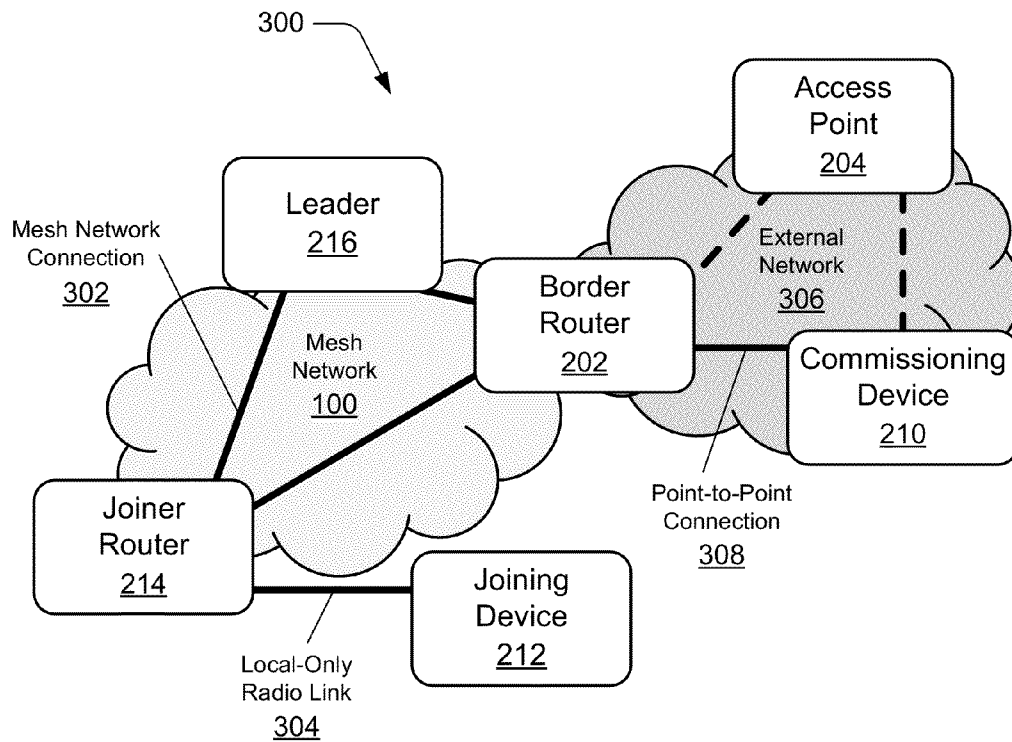 300
Access
Point
204
Leader
216
Mesh Network
Connection
302
External
Network
306
Border
Router
202
Mesh
Network
100
Commissioning
Device
210
Joiner
Router
214
Point-to-Point
Connection
308
Joining
Device
212
Local-Only
Radio Link
304